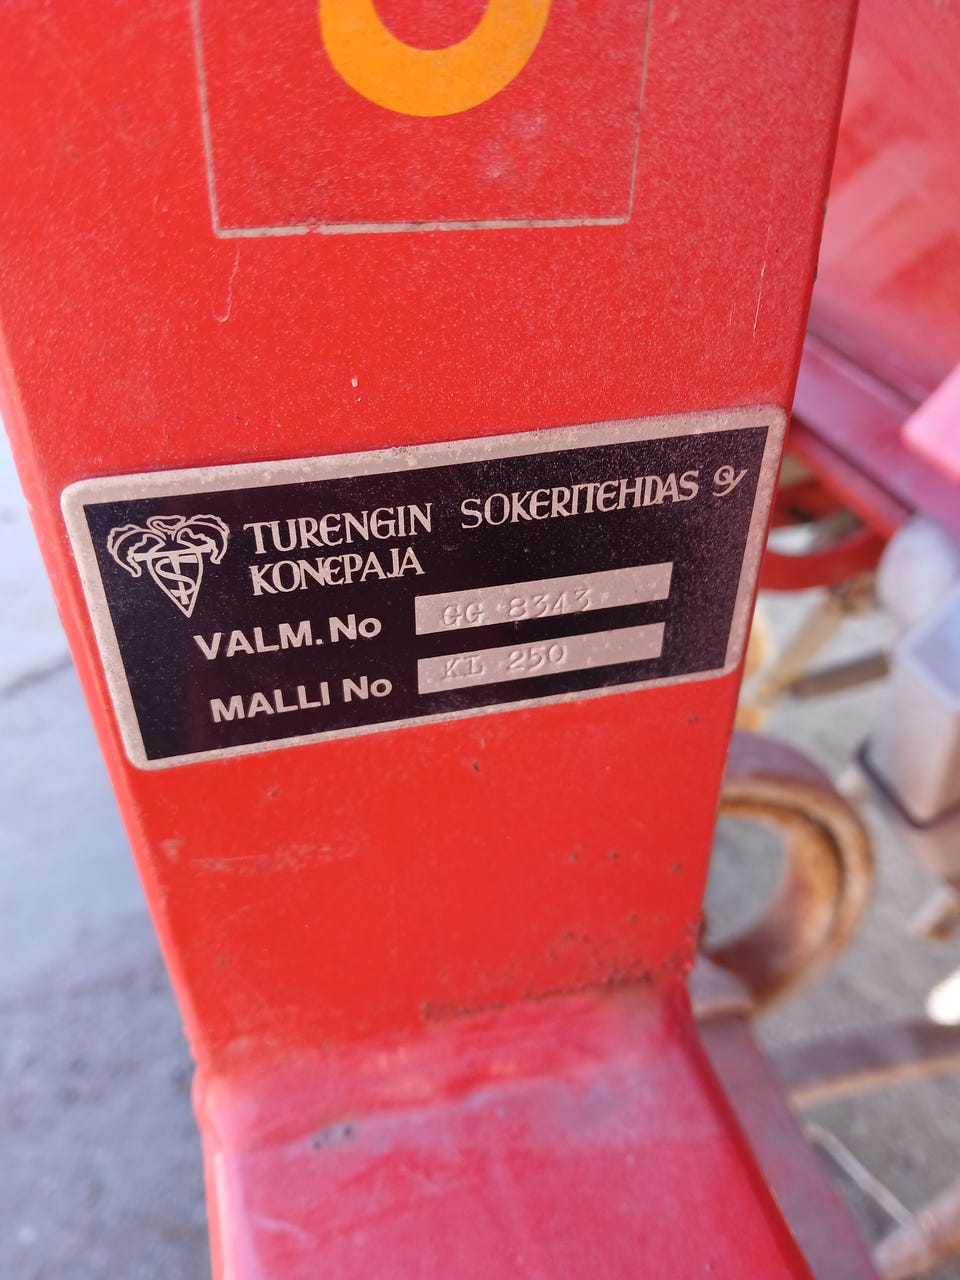 TURENGIN SOKERITEHDAS OY
KONEPAJA
VALM. No GG 8343
MALLI No KL 250